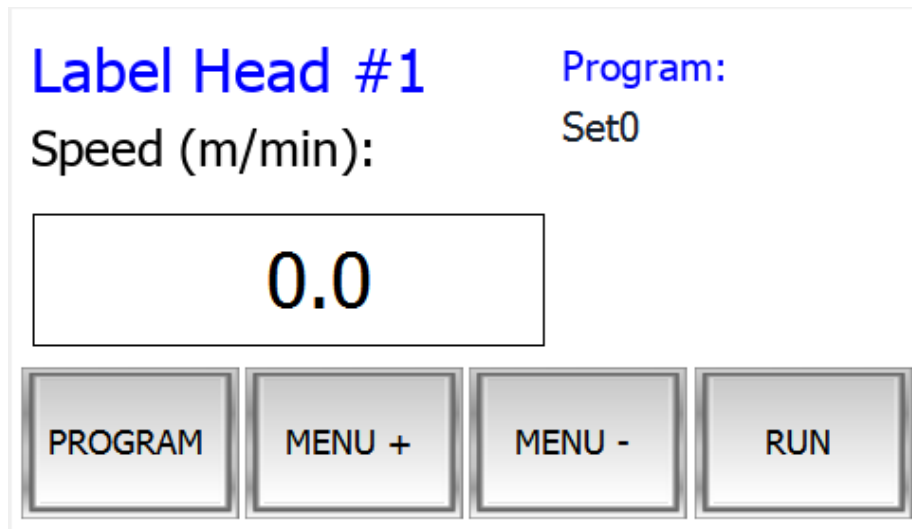 Label Head #1
Program:
Speed (m/min):
Set0
0.0
PROGRAM
MENU +
MENU -
RUN